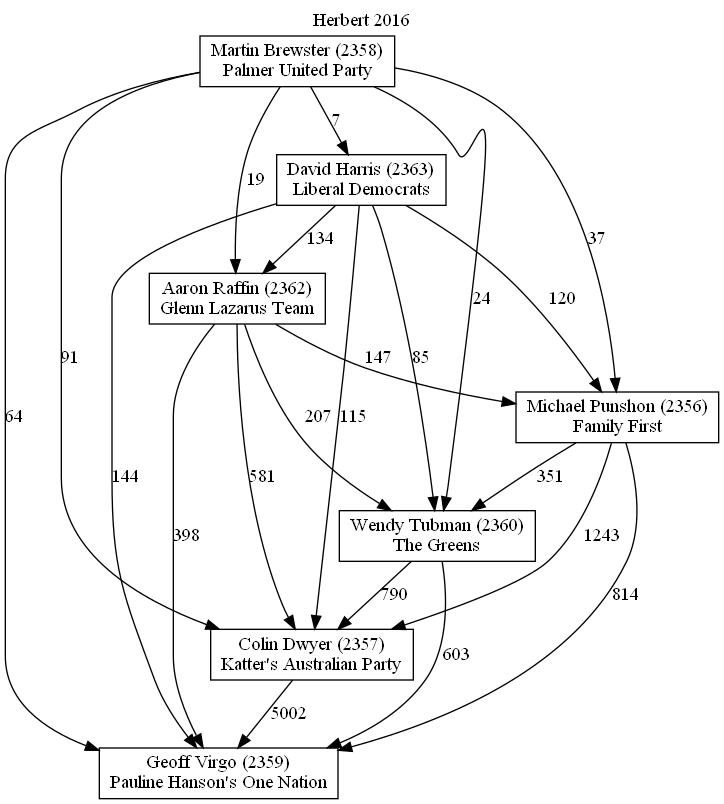 Herbert 2016
Martin Brewster (2358)
Palmer United Party
7
David Harris (2363)
Liberal Democrats
19
134
37
Aaron Raffin (2362)
Glenn Lazarus Team
24
120
91
147
85
64
207
115
Michael Punshon (2356)
Family First
144
581
351
398
Wendy Tubman (2360)
The Greens
1243
790
814
Colin Dwyer (2357)
Katter's Australian Party
603
5002
Geoff Virgo (2359)
Pauline Hanson's One Nation